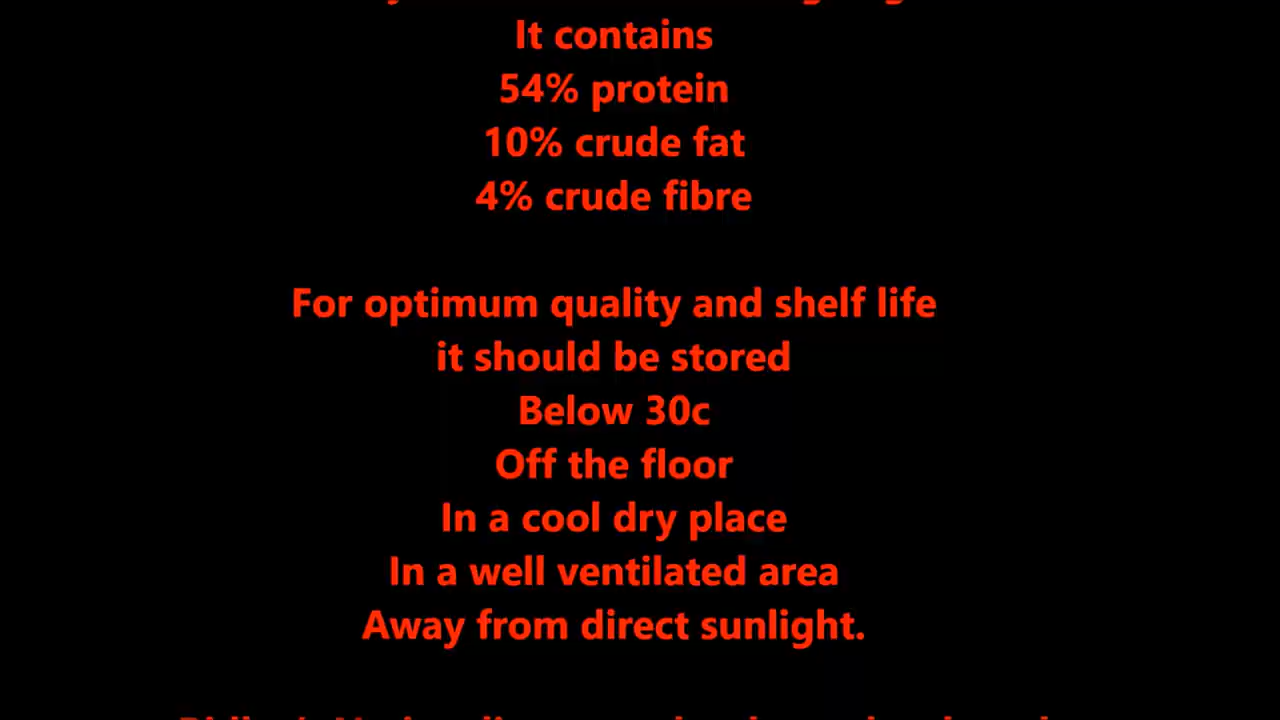 It contains
54% protein
10% crude fat
4% crude fibre
For optimum quality and shelf life
it should be stored
Below 30c
Off the floor
In a cool dry place
In a well ventilated area
Away from direct sunlight.